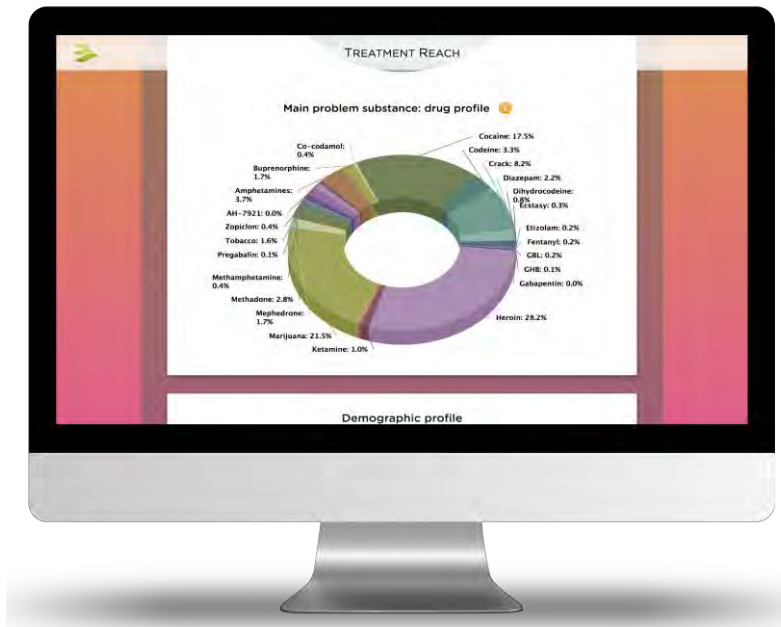 TREATMENT REACH
Main problem substance: drug profile
Cocaine: 17.5%
Codeine: 3.3%
Crack: 8.2%
Diazepam: 2.2%
Dihydrocodeine:
0.8%
Ecstasy: 0.3%
Etizolam: 0.2%
Fentanyl: 0.2%
GBL: 0.2%
GHB: 0.1%
Gabapentin: 0.0%
Heroin: 28.2%
Ketamine: 1.0%
Marijuana: 21.5%
Mephedrone:
1.7%
Methadone: 2.8%
Methamphetamine:
0.4%
Pregabalin: 0.1%
Tobacco: 1.6%
Zopiclon: 0.4%
AH-7921: 0.0%
Amphetamines:
3.7%
Buprenorphine:
1.7%
Co-codamol:
0.4%
Demographic profile